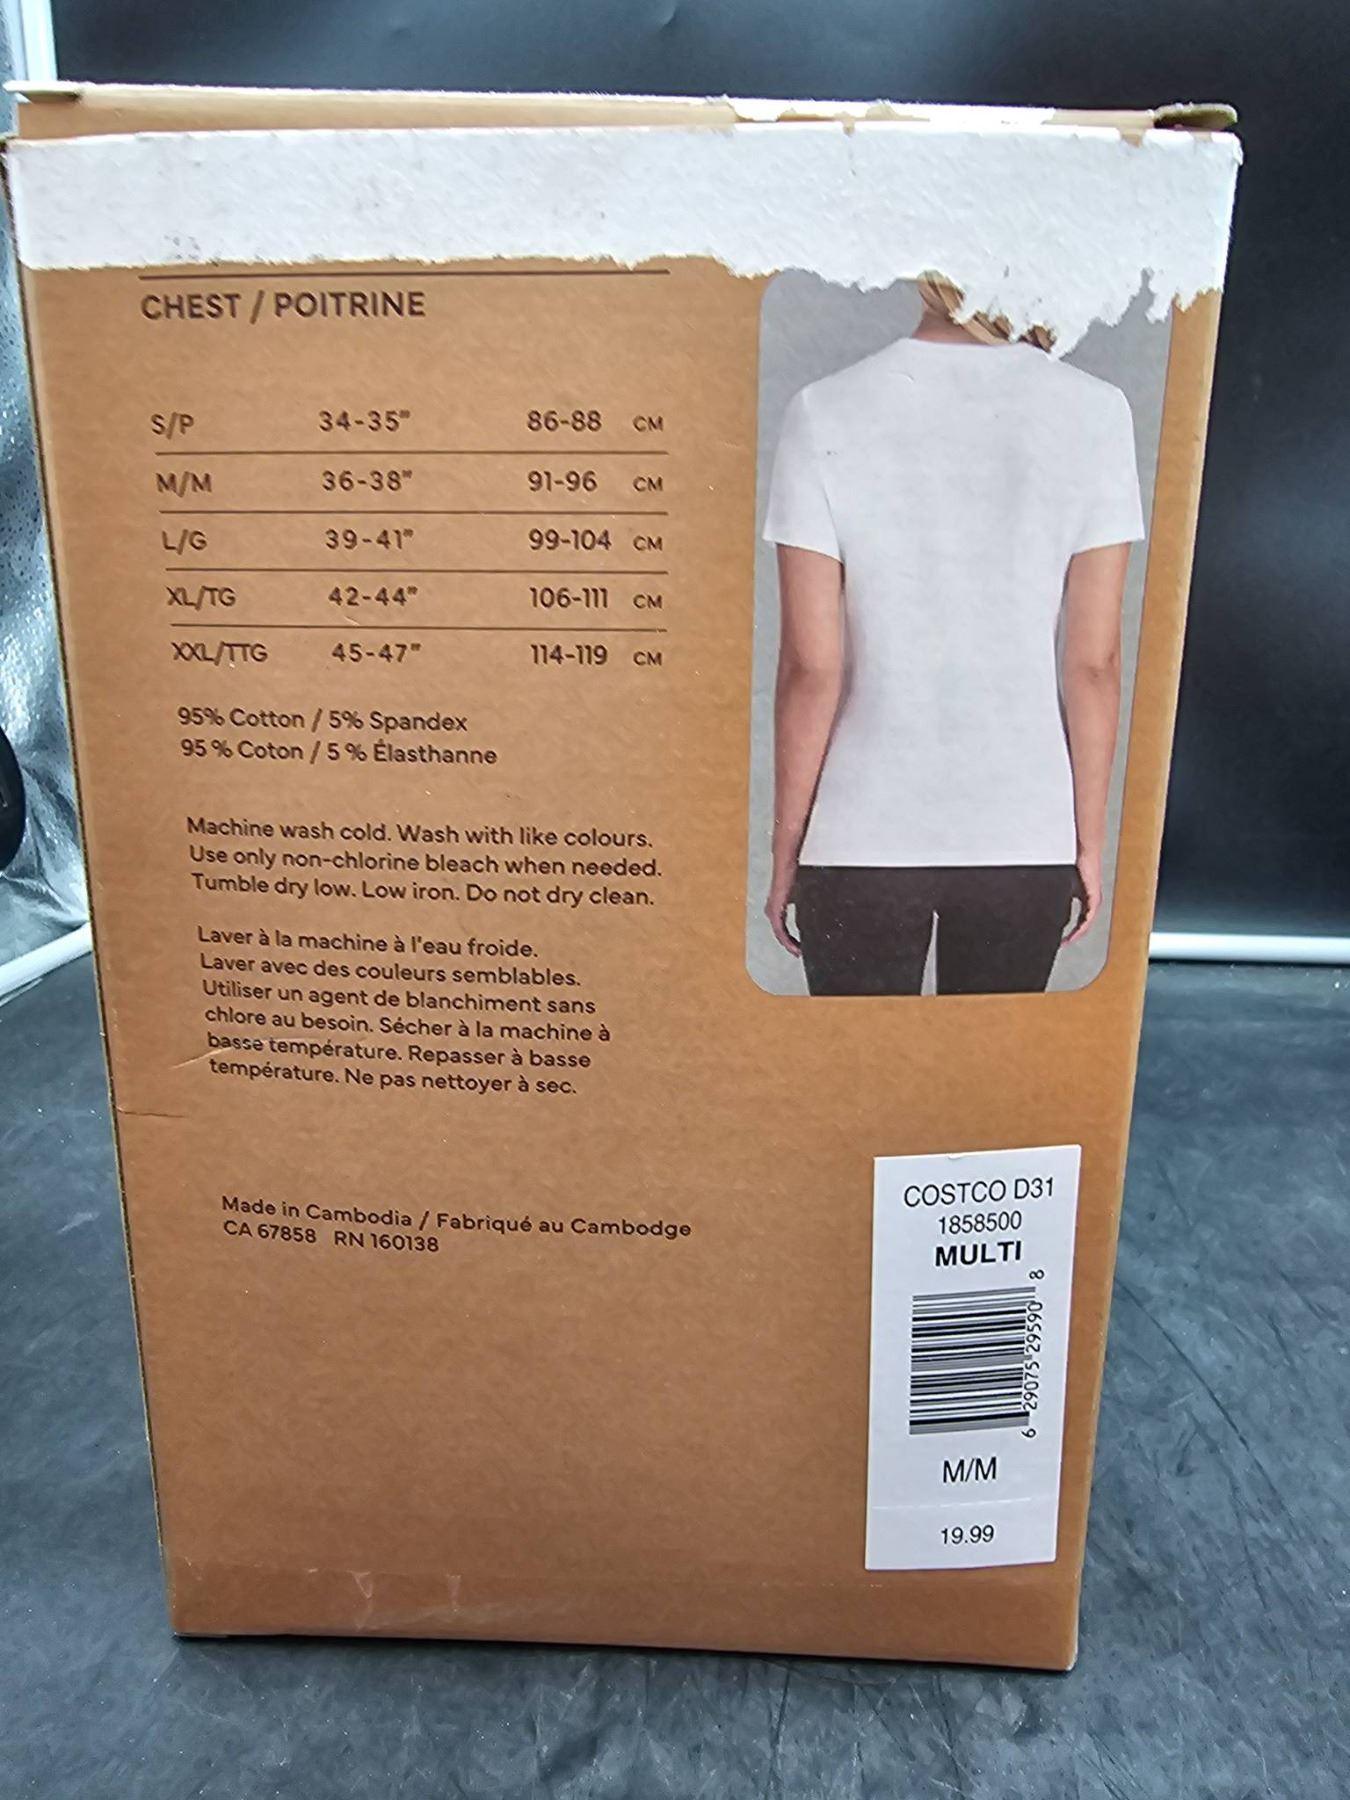 CHEST / POITRINE
S/P 34-35" 86-88 CM
M/M 36-38" 91-96 CM
L/G 39-41" 99-104 CM
XL/TG 42-44" 106-111 CM
XXL/TTG 45-47" 114-119 CM
95% Cotton / 5% Spandex
95 % Coton / 5 % Élasthanne
Machine wash cold. Wash with like colours.
Use only non-chlorine bleach when needed.
Tumble dry low. Low iron. Do not dry clean.
Laver à la machine à l'eau froide.
Laver avec des couleurs semblables.
Utiliser un agent de blanchiment sans
chlore au besoin. Sécher à la machine à
basse température. Repasser à basse
température. Ne pas nettoyer à sec.
Made in Cambodia / Fabriqué au Cambodge
CA 67858 RN 160138
COSTCO D31
1858500
MULTI
6 29075 29590 8
M/M
19.99